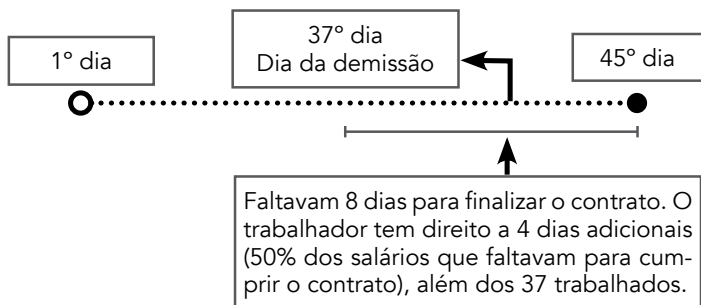 1º dia
37º dia
Dia da demissão
45º dia
Faltavam 8 dias para finalizar o contrato. O
trabalhador tem direito a 4 dias adicionais
(50% dos salários que faltavam para cum-
prir o contrato), além dos 37 trabalhados.